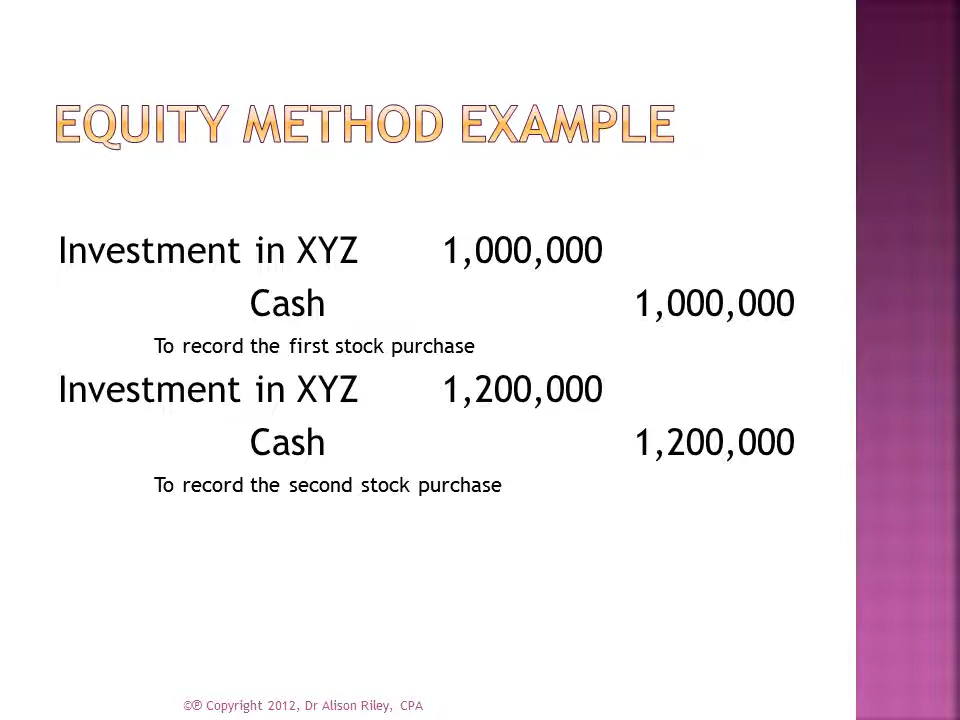 EQUITY METHOD EXAMPLE
Investment in XYZ 1,000,000
Cash 1,000,000
To record the first stock purchase
Investment in XYZ 1,200,000
Cash 1,200,000
To record the second stock purchase
©℗ Copyright 2012, Dr Alison Riley, CPA